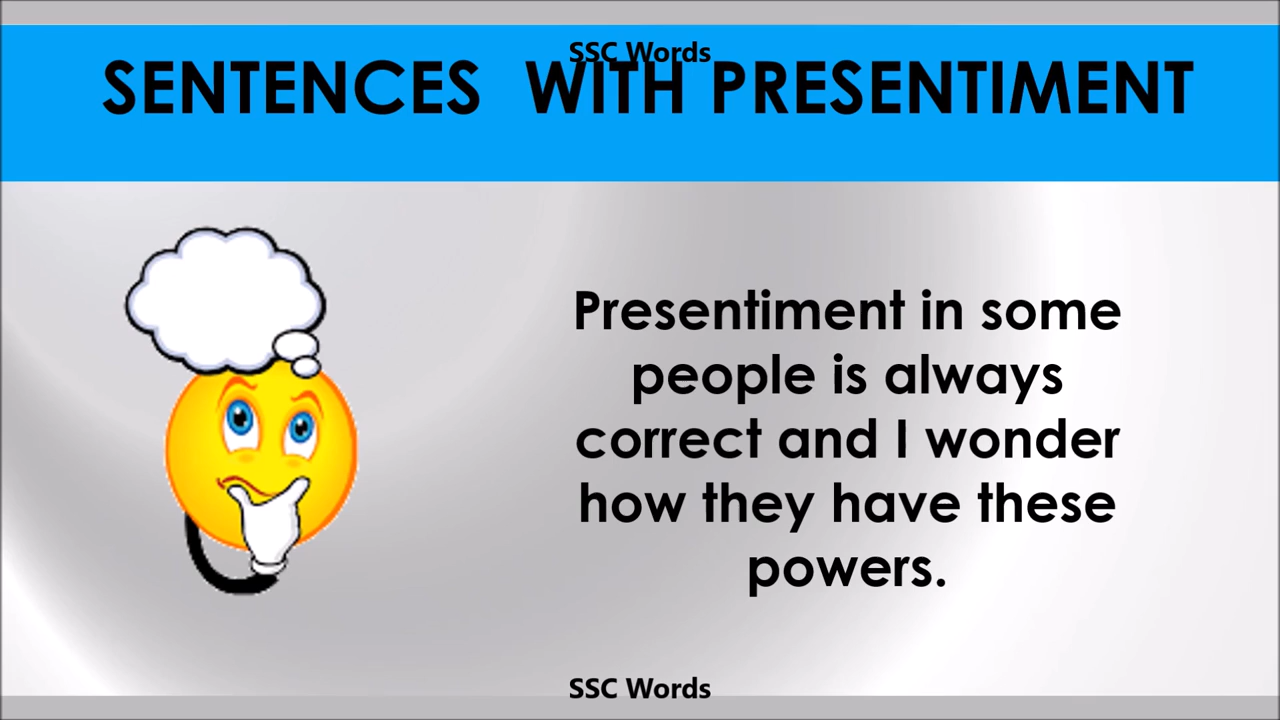 SSC Words
SENTENCES WITH PRESENTIMENT
Presentiment in some
people is always
correct and I wonder
how they have these
powers.
SSC Words